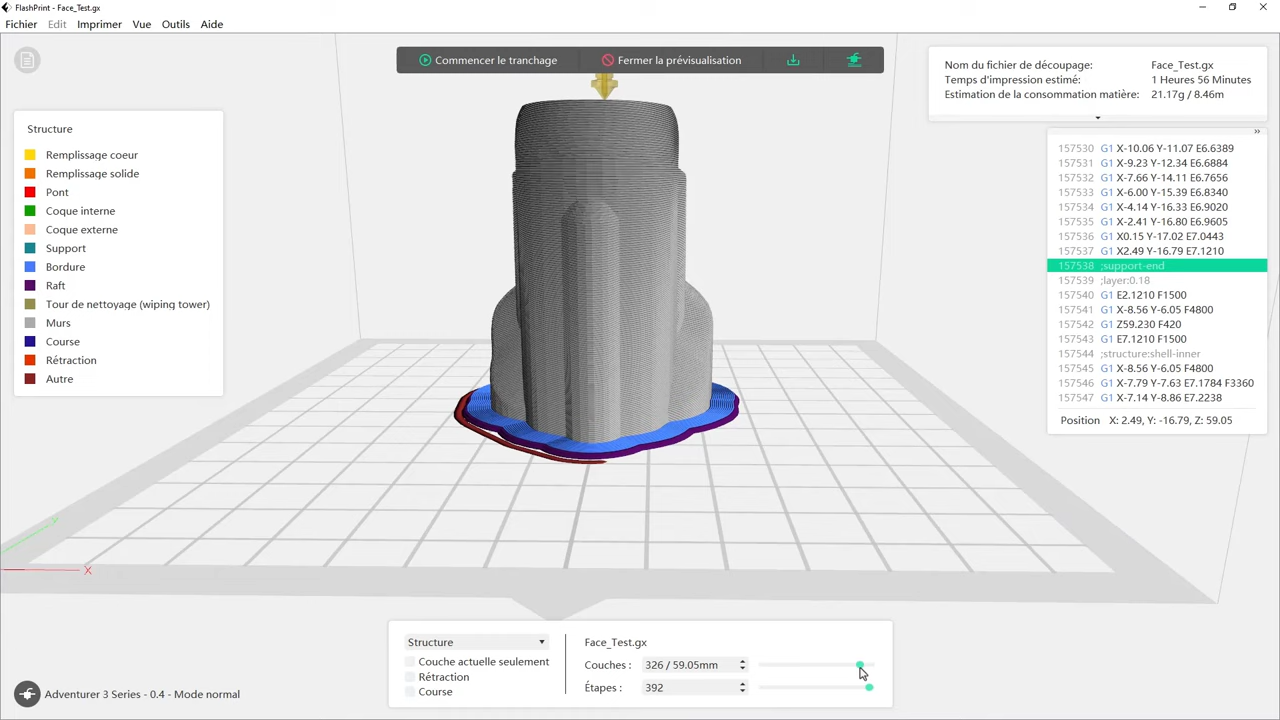 FlashPrint - Face_Test.gx
Fichier Edit Imprimer Vue Outils Aide
Commencer le tranchage Fermer la prévisualisation
Nom du fichier de découpage: Face_Test.gx
Temps d'impression estimé: 1 Heures 56 Minutes
Estimation de la consommation matière: 21.17g / 8.46m
Structure
Remplissage coeur
Remplissage solide
Pont
Coque interne
Coque externe
Support
Bordure
Raft
Tour de nettoyage (wiping tower)
Murs
Course
Rétraction
Autre
»
157530 G1 X-10.06 Y-11.07 E6.6389
157531 G1 X-9.23 Y-12.34 E6.6884
157532 G1 X-7.66 Y-14.11 E6.7656
157533 G1 X-6.00 Y-15.39 E6.8340
157534 G1 X-4.14 Y-16.33 E6.9020
157535 G1 X-2.41 Y-16.80 E6.9605
157536 G1 X0.15 Y-17.02 E7.0443
157537 G1 X2.49 Y-16.79 E7.1210
157538 ;support-end
157539 ;layer:0.18
157540 G1 E2.1210 F1500
157541 G1 X-8.56 Y-6.05 F4800
157542 G1 Z59.230 F420
157543 G1 E7.1210 F1500
157544 ;structure:shell-inner
157545 G1 X-8.56 Y-6.05 F4800
157546 G1 X-7.79 Y-7.63 E7.1784 F3360
157547 G1 X-7.14 Y-8.86 E7.2238
Position X: 2.49, Y: -16.79, Z: 59.05
X
Structure
Couche actuelle seulement
Rétraction
Course
Face_Test.gx
Couches : 326 / 59.05mm
Étapes : 392
Adventurer 3 Series - 0.4 - Mode normal